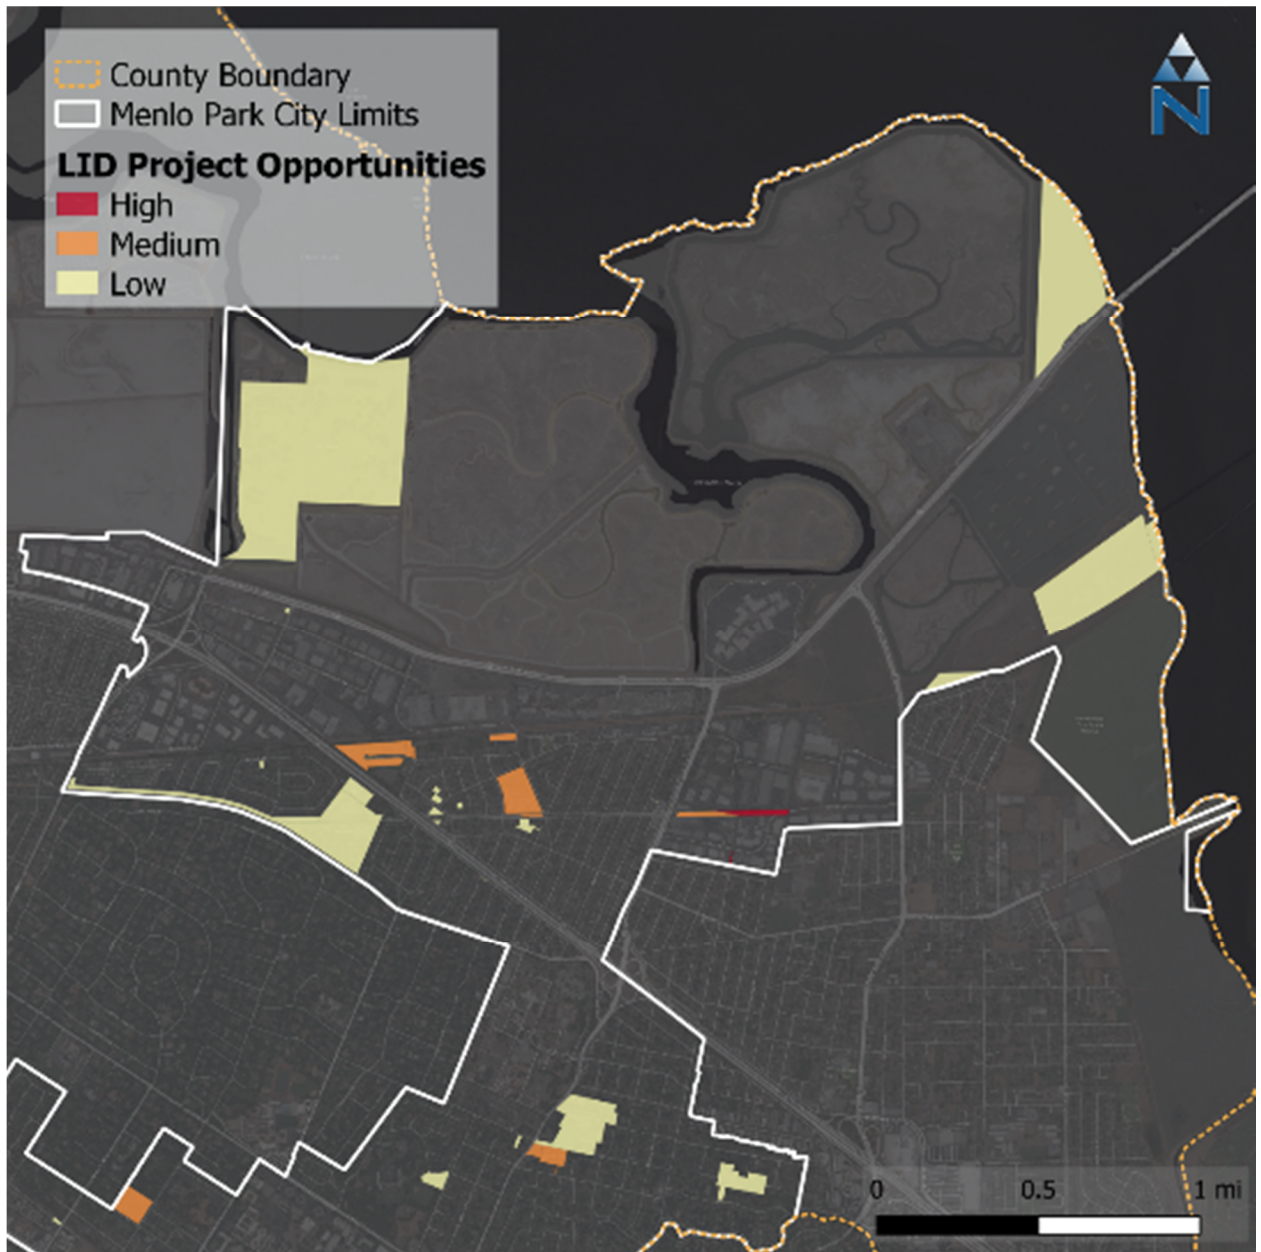 County Boundary
Menlo Park City Limits
LID Project Opportunities
High
Medium
Low
N
0 0.5 1 mi